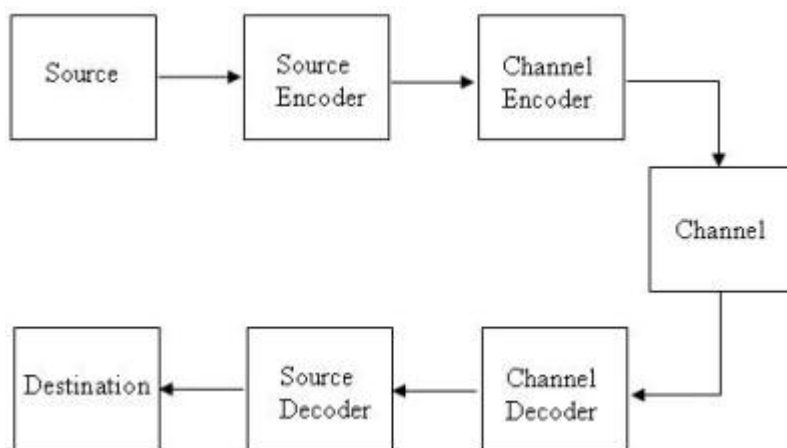 Source
Source
Encoder
Channel
Encoder
Channel
Destination
Source
Decoder
Channel
Decoder